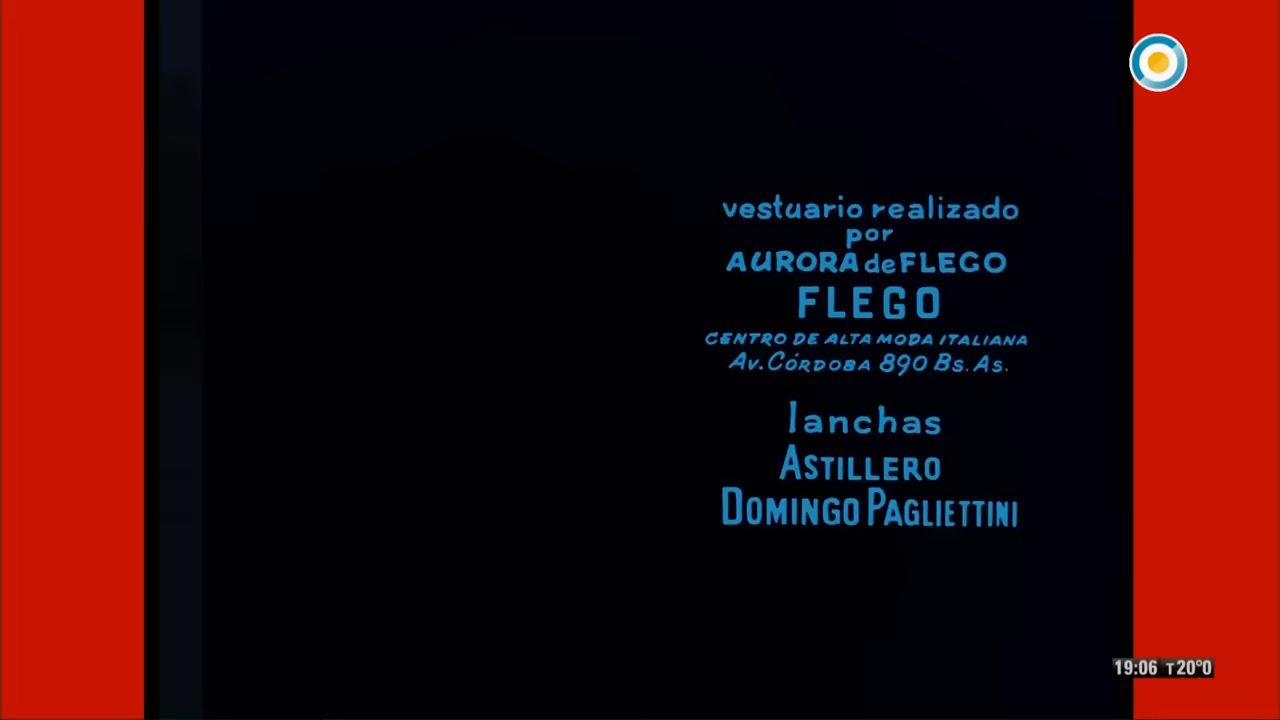 vestuario realizado
por
AURORA de FLEGO
FLEGO
CENTRO DE ALTA MODA ITALIANA
Av. CÓRDOBA 890 Bs. As.
lanchas
ASTILLERO
DOMINGO PAGLIETTINI
19:06 T20°0